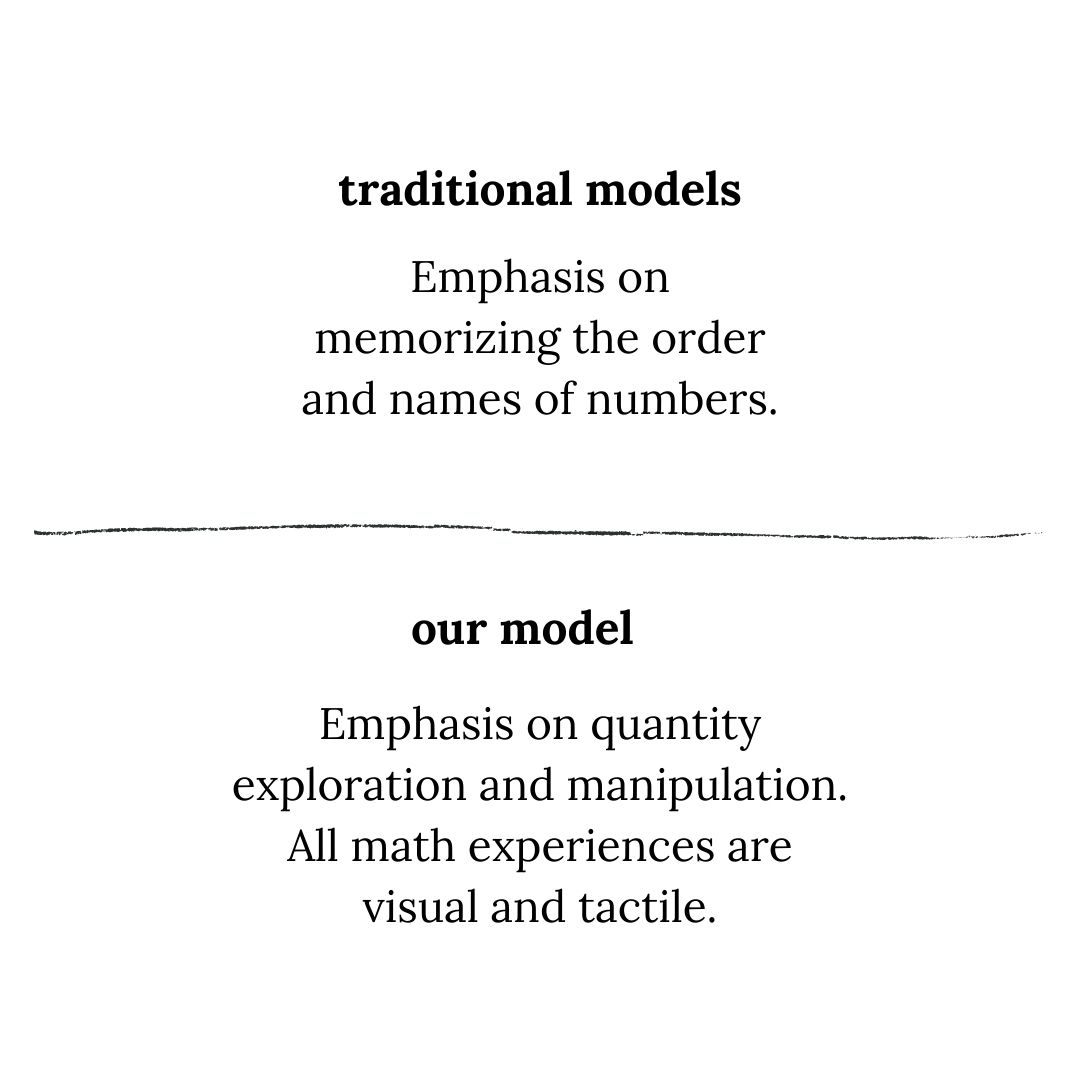 traditional models
Emphasis on
memorizing the order
and names of numbers.
our model
Emphasis on quantity
exploration and manipulation.
All math experiences are
visual and tactile.